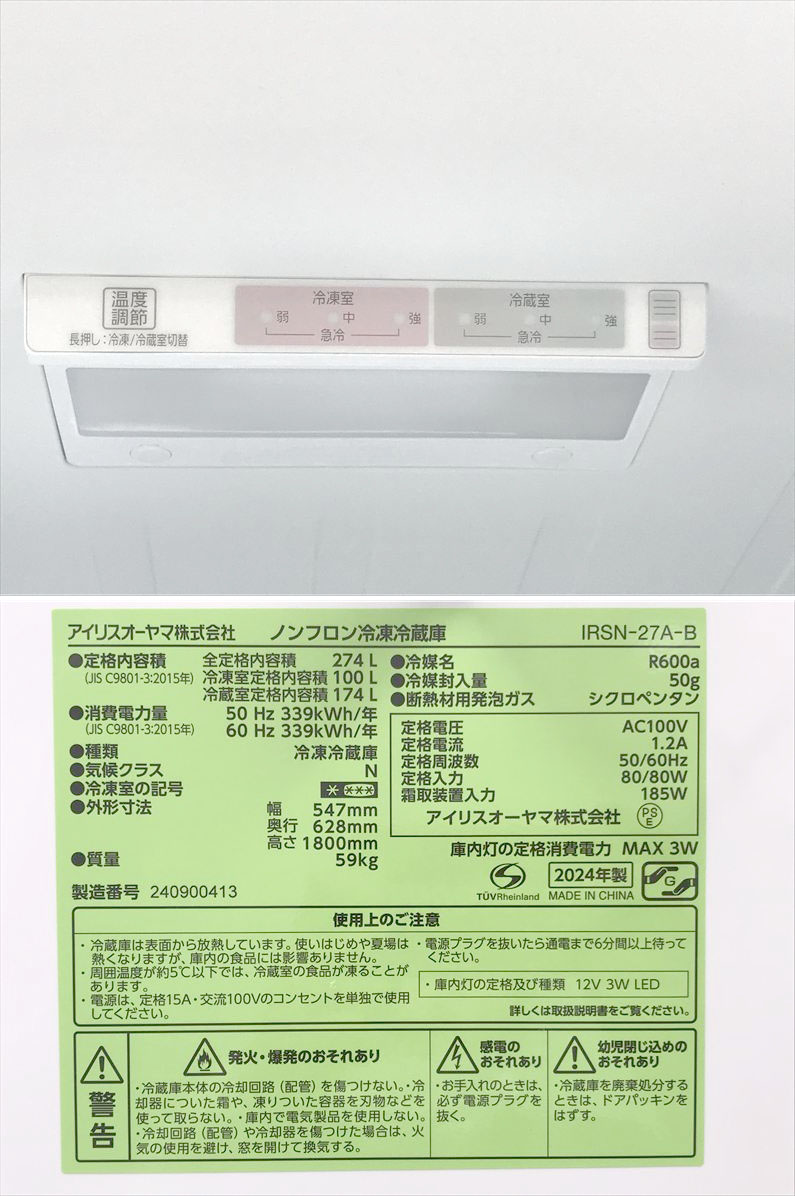 温度
調節
長押し:冷凍/冷蔵室切替
冷凍室
弱 中 強
急冷
冷蔵室
弱 中 強
急冷
アイリスオーヤマ株式会社 ノンフロン冷凍冷蔵庫 IRSN-27A-B
●定格内容積 全定格内容積 274 L
(JIS C9801-3:2015年) 冷凍室定格内容積 100 L
冷蔵室定格内容積 174 L
●消費電力量 50 Hz 339kWh/年
(JIS C9801-3:2015年) 60 Hz 339kWh/年
●種類 冷凍冷蔵庫
●気候クラス N
●冷凍室の記号
●外形寸法 幅 547mm
奥行 628mm
高さ 1800mm
●質量 59kg
製造番号 240900413
●冷媒名 R600a
●冷媒封入量 50g
●断熱材用発泡ガス シクロペンタン
定格電圧 AC100V
定格電流 1.2A
定格周波数 50/60Hz
定格入力 80/80W
霜取装置入力 185W
アイリスオーヤマ株式会社 PSE
庫内灯の定格消費電力 MAX 3W
TÜVRheinland
2024年製
MADE IN CHINA
G
使用上のご注意
・冷蔵庫は表面から放熱しています。使いはじめや夏場は
熱くなりますが、庫内の食品には影響ありません。
・周囲温度が約5℃以下では、冷蔵室の食品が凍ることが
あります。
・電源は、定格15A・交流100Vのコンセントを単独で使用
してください。
・電源プラグを抜いたら通電まで6分間以上待って
ください。
・庫内灯の定格及び種類 12V 3W LED
詳しくは取扱説明書をご覧ください。
警告
発火・爆発のおそれあり
・冷蔵庫本体の冷却回路(配管)を傷つけない。・冷
却器についた霜や、凍りついた容器を刃物などを
使って取らない。・庫内で電気製品を使用しない。
・冷却回路(配管)や冷却器を傷つけた場合は、火
気の使用を避け、窓を開けて換気する。
感電の
おそれあり
・お手入れのときは、
必ず電源プラグを
抜く。
幼児閉じ込めの
おそれあり
・冷蔵庫を廃棄処分する
ときは、ドアパッキンを
はずす。